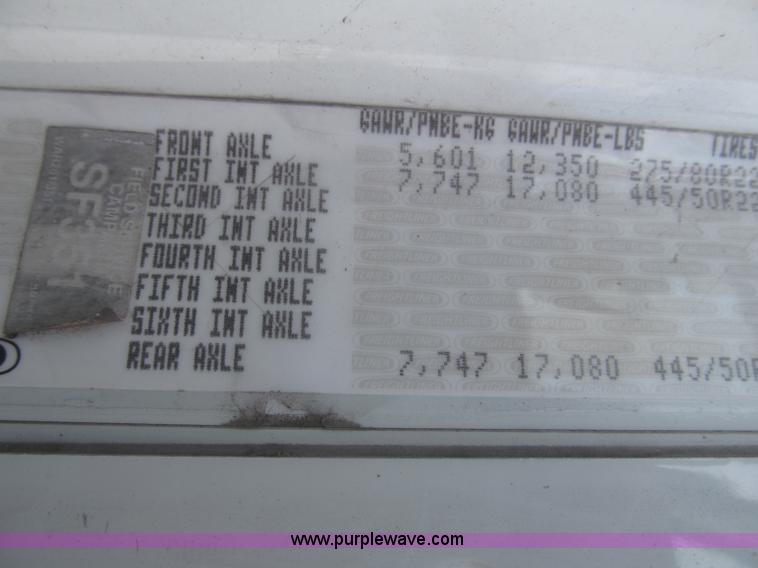 GAWR/PNBE-KG GAWR/PNBE-LBS TIRES
FRONT AXLE 5,601 12,350 275/80R22
FIRST INT AXLE 7,747 17,080 445/50R22
SECOND INT AXLE
THIRD INT AXLE
FOURTH INT AXLE
FIFTH INT AXLE
SIXTH INT AXLE
REAR AXLE 7,747 17,080 445/50R
SF361
FREIGHTLINER
www.purplewave.com